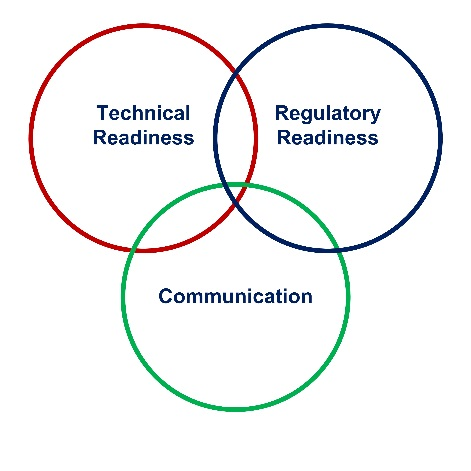 Technical
Readiness
Regulatory
Readiness
Communication